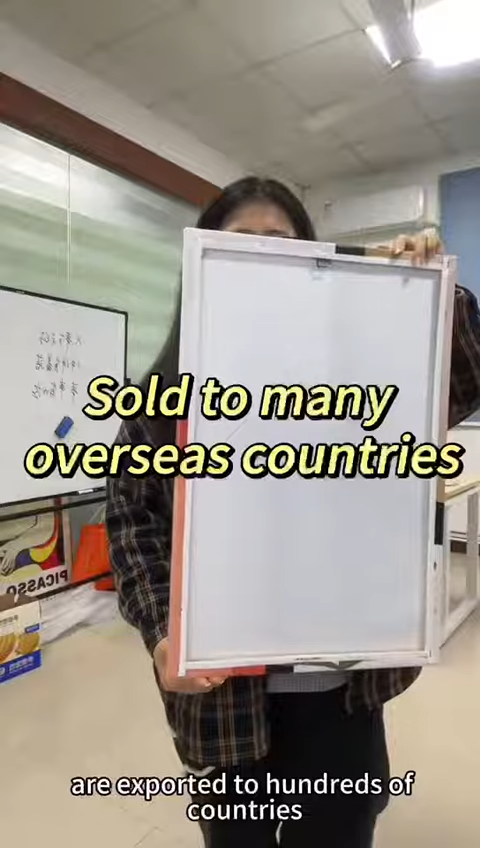 Sold to many
overseas countries
PICASSO
are exported to hundreds of
countries